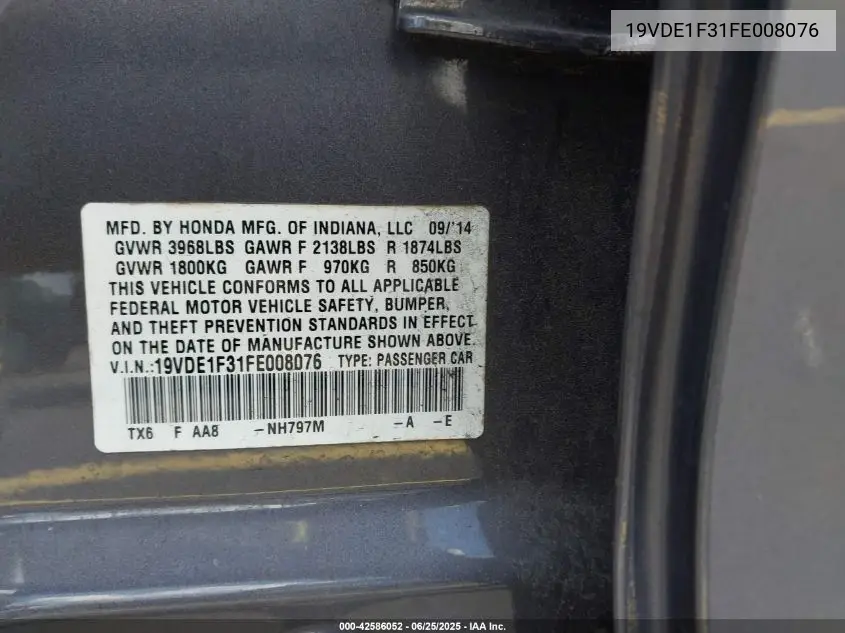 19VDE1F31FE008076
MFD. BY HONDA MFG. OF INDIANA, LLC 09/'14
GVWR 3968LBS GAWR F 2138LBS R 1874LBS
GVWR 1800KG GAWR F 970KG R 850KG
THIS VEHICLE CONFORMS TO ALL APPLICABLE
FEDERAL MOTOR VEHICLE SAFETY, BUMPER,
AND THEFT PREVENTION STANDARDS IN EFFECT
ON THE DATE OF MANUFACTURE SHOWN ABOVE.
V.I.N.:19VDE1F31FE008076 TYPE: PASSENGER CAR
TX6 F AA8 -NH797M -A -E
000-42586052 - 06/25/2025 - IAA Inc.